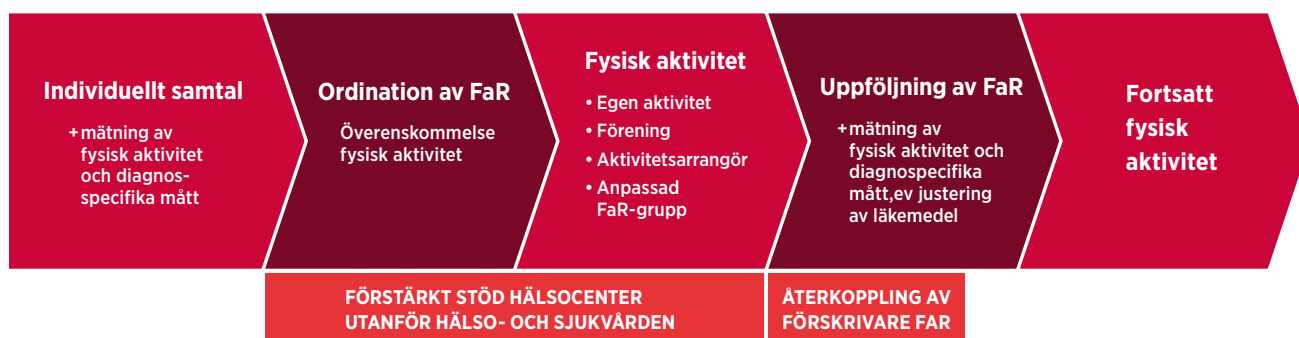 Individuellt samtal
+mätning av
fysisk aktivitet
och diagnos-
specifika mått
Ordination av FaR
Överenskommelse
fysisk aktivitet
Fysisk aktivitet
• Egen aktivitet
• Förening
• Aktivitetsarrangör
• Anpassad
FaR-grupp
Uppföljning av FaR
+mätning av
fysisk aktivitet och
diagnospecifika
mått,ev justering
av läkemedel
Fortsatt
fysisk
aktivitet
FÖRSTÄRKT STÖD HÄLSOCENTER
UTANFÖR HÄLSO- OCH SJUKVÅRDEN
ÅTERKOPPLING AV
FÖRSKRIVARE FAR